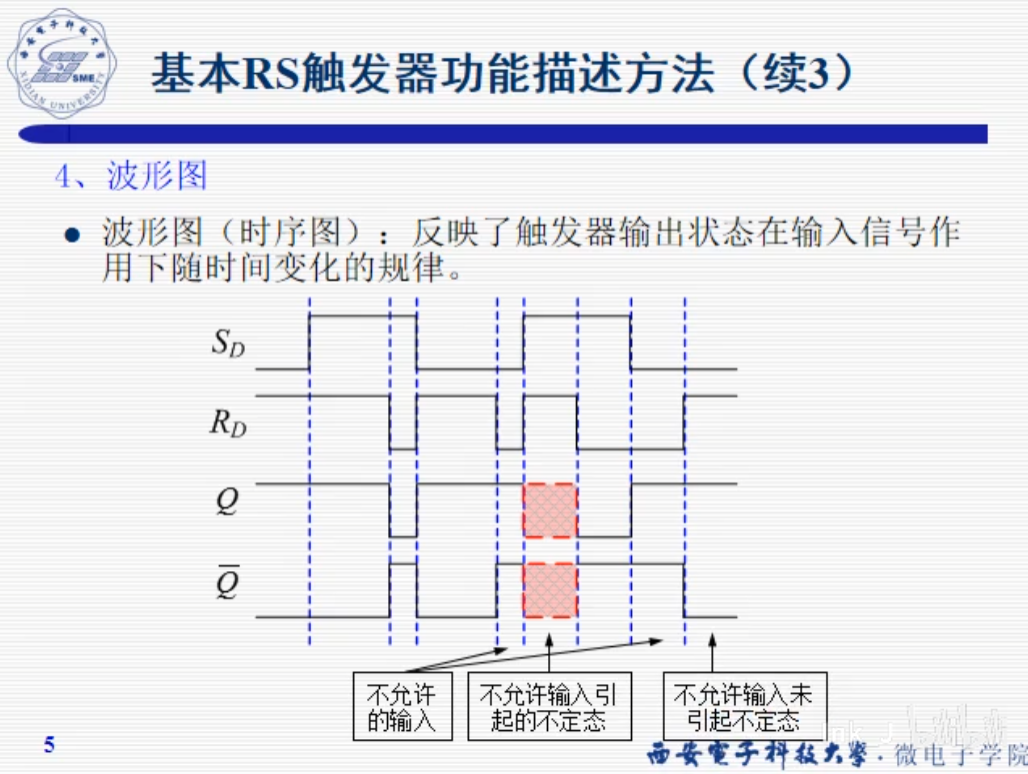 基本RS触发器功能描述方法（续3）
SME
XIDIAN UNIVERSITY
4、波形图
● 波形图（时序图）：反映了触发器输出状态在输入信号作
用下随时间变化的规律。
S_D
R_D
Q
Q̅
不允许
的输入
不允许输入引
起的不定态
不允许输入未
引起不定态
5
西安电子科技大学·微电子学院